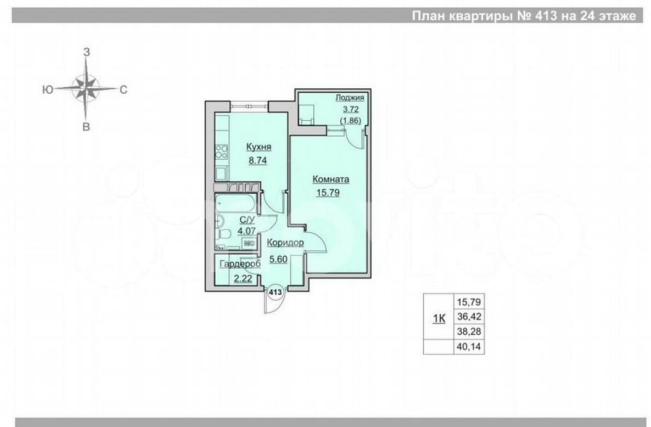 План квартиры № 413 на 24 этаже
З
Ю С
В
Лоджия
3.72
(1.86)
Кухня
8.74
Комната
15.79
С/У
4.07
Коридор
5.60
Гардероб
2.22
413
1К
15,79
36,42
38,28
40,14